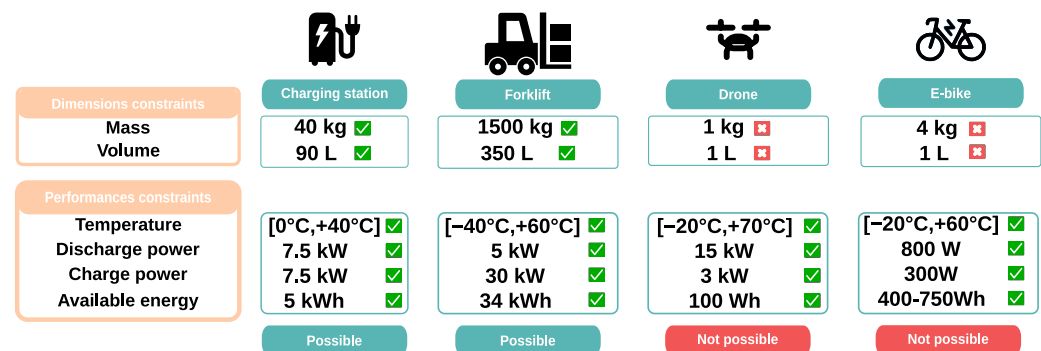 Charging station Forklift Drone E-bike
Dimensions constraints
Mass 40 kg 1500 kg 1 kg 4 kg
Volume 90 L 350 L 1 L 1 L
Performances constraints
Temperature [0°C,+40°C] [−40°C,+60°C] [−20°C,+70°C] [−20°C,+60°C]
Discharge power 7.5 kW 5 kW 15 kW 800 W
Charge power 7.5 kW 30 kW 3 kW 300W
Available energy 5 kWh 34 kWh 100 Wh 400-750Wh
Possible Possible Not possible Not possible